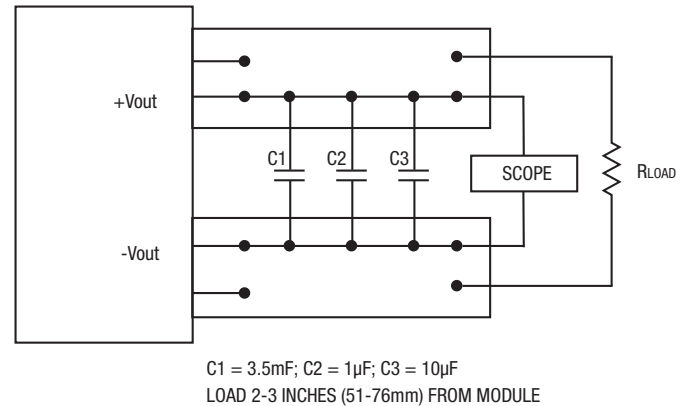 +Vout
C1 C2 C3
SCOPE
RLOAD
-Vout
C1 = 3.5mF; C2 = 1µF; C3 = 10µF
LOAD 2-3 INCHES (51-76mm) FROM MODULE